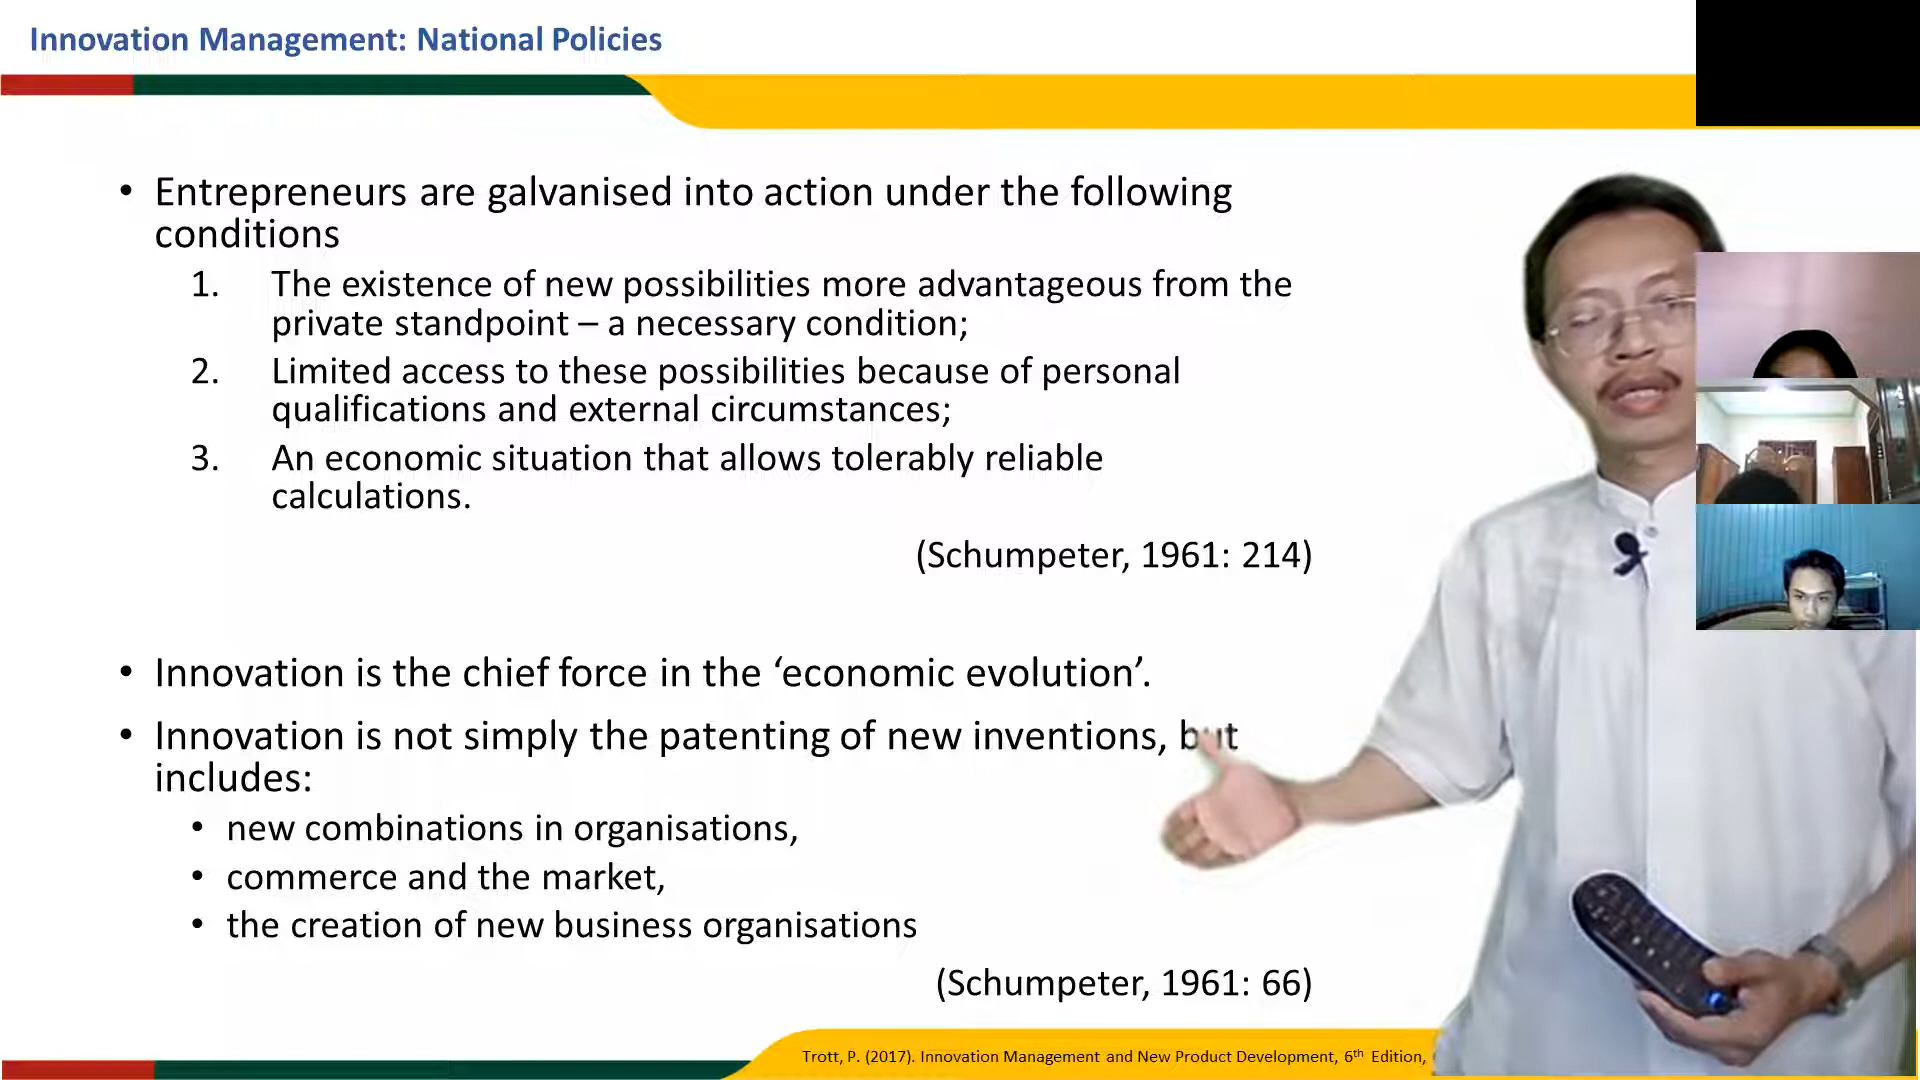 Innovation Management: National Policies
• Entrepreneurs are galvanised into action under the following
conditions
1. The existence of new possibilities more advantageous from the
private standpoint – a necessary condition;
2. Limited access to these possibilities because of personal
qualifications and external circumstances;
3. An economic situation that allows tolerably reliable
calculations.
(Schumpeter, 1961: 214)
• Innovation is the chief force in the ‘economic evolution’.
• Innovation is not simply the patenting of new inventions, but
includes:
• new combinations in organisations,
• commerce and the market,
• the creation of new business organisations
(Schumpeter, 1961: 66)
Trott, P. (2017). Innovation Management and New Product Development, 6th Edition,